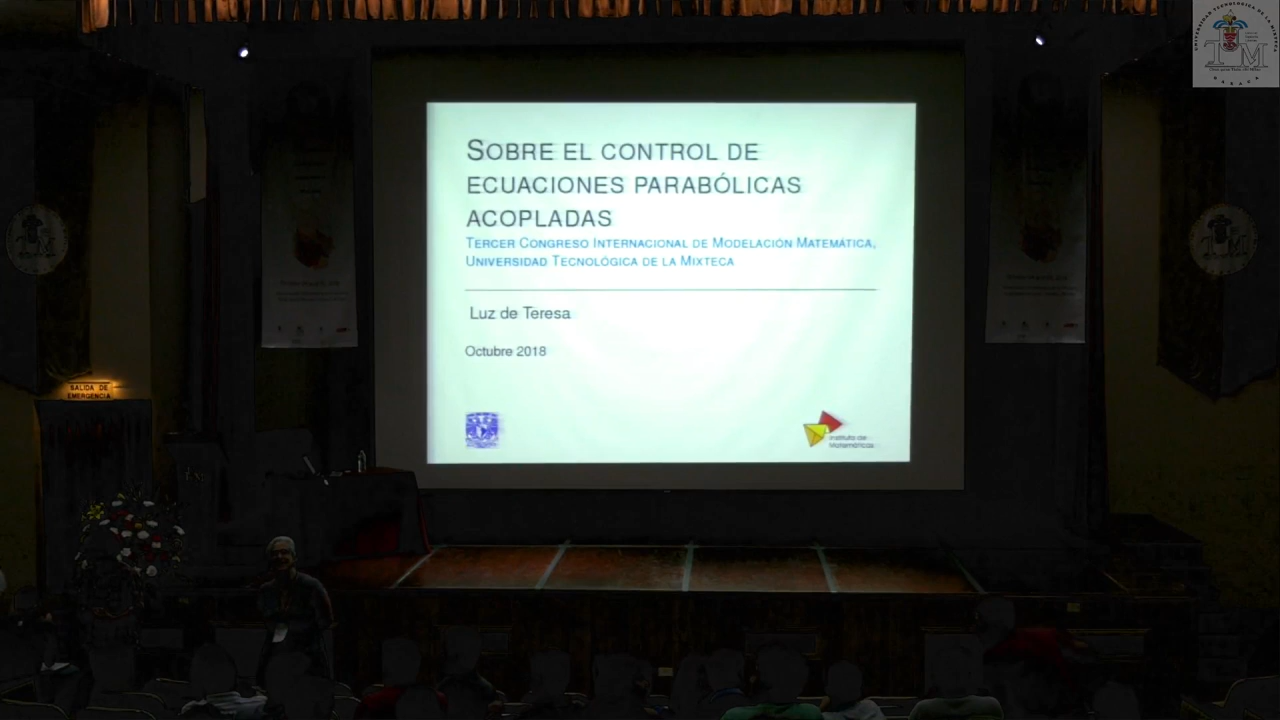 SOBRE EL CONTROL DE
ECUACIONES PARABÓLICAS
ACOPLADAS
TERCER CONGRESO INTERNACIONAL DE MODELACIÓN MATEMÁTICA,
UNIVERSIDAD TECNOLÓGICA DE LA MIXTECA
Luz de Teresa
Octubre 2018
Instituto de
Matemáticas
SALIDA DE
EMERGENCIA